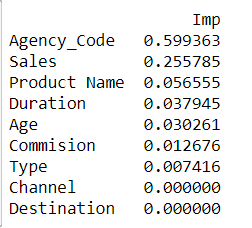 Imp
Agency_Code 0.599363
Sales 0.255785
Product Name 0.056555
Duration 0.037945
Age 0.030261
Commision 0.012676
Type 0.007416
Channel 0.000000
Destination 0.000000